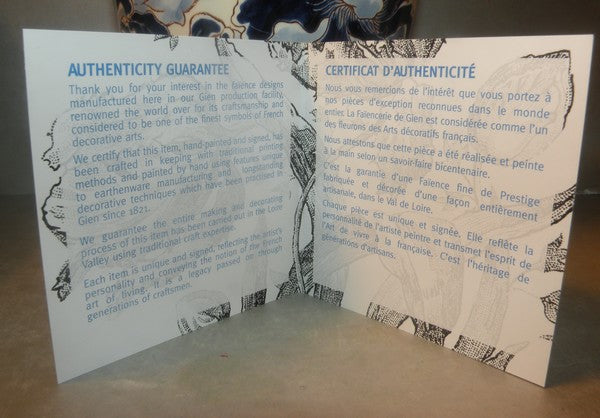 AUTHENTICITY GUARANTEE
Thank you for your interest in the faïence designs
manufactured here in our Gien production facility,
renowned the world over for its craftsmanship and
considered to be one of the finest symbols of French
decorative arts.
We certify that this item, hand-painted and signed, has
been crafted in keeping with traditional printing
methods and painted by hand using features unique
to earthenware manufacturing and longstanding
decorative techniques which have been practised in
Gien since 1821.
We guarantee the entire making and decorating
process of this item has been carried out in the Loire
Valley using traditional craft expertise.
Each item is unique and signed, reflecting the artist's
personality and conveying the notion of the French
art of living. It is a legacy passed on through
generations of craftsmen.
CERTIFICAT D'AUTHENTICITÉ
Nous vous remercions de l'intérêt que vous portez à
nos pièces d'exception reconnues dans le monde
entier. La Faïencerie de Gien est considérée comme l'un
des fleurons des Arts décoratifs français.
Nous attestons que cette pièce a été réalisée et peinte
à la main selon un savoir-faire bicentenaire.
C'est la garantie d'une Faïence fine de Prestige
fabriquée et décorée d'une façon entièrement
artisanale, dans le Val de Loire.
Chaque pièce est unique et signée. Elle reflète la
personnalité de l'artiste peintre et transmet l'esprit de
l'Art de vivre à la française. C'est l'héritage de
générations d'artisans.